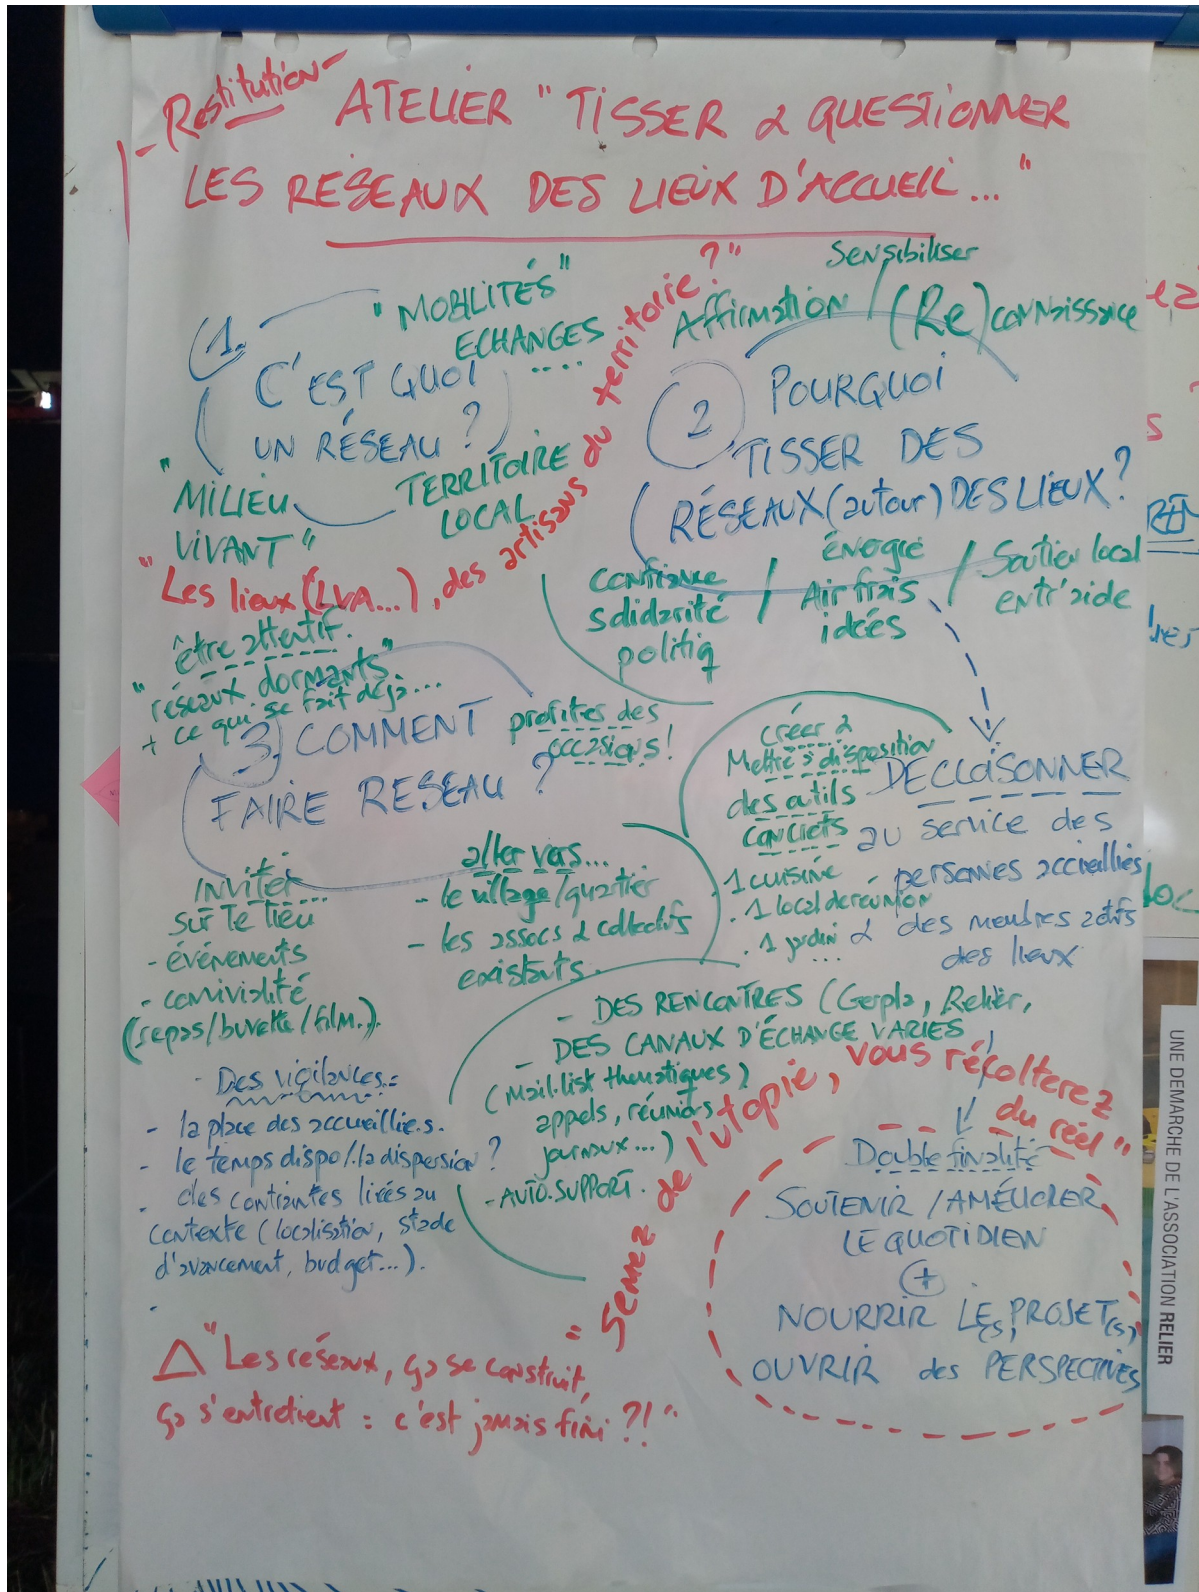 - Restitution -
ATELIER "TISSER & QUESTIONNER
LES RÉSEAUX DES LIEUX D'ACCUEIL..."
1.
"MOBILITÉS"
ECHANGES
....
C'EST QUOI
UN RÉSEAU ?
"MILIEU
VIVANT"
TERRITOIRE
LOCAL
"Les lieux (LVA...), des artisans du territoire ?"
Sensibiliser
Affirmation / (Re)connaissance
2
POURQUOI
TISSER DES
RÉSEAUX (autour) DES LIEUX ?
confiance
solidarité
politiq
/
énergie
Air frais
idées
/
Soutien local
entr'aide
DECLOISONNER
au service des
personnes accueillies
& des membres actifs
des lieux
être attentif.
"réseaux dormants"
+ ce qui se fait déjà...
3) COMMENT
FAIRE RESEAU ?
profiter des
occasions !
créer &
Mettre à disposition
des outils
concrets
- 1 cuisine
. 1 local de réunion
. 1 jardin
...
inviter
sur le lieu
- événements
- convivialité
(repas/buvette/film..).
aller vers...
- le village/quartier
- les assocs & collectifs
existants.
- DES RENCONTRES (Gerpla, Relier,
- DES CANAUX D'ÉCHANGE VARIES
(Mail.list thématiques)
appels, réunions
journaux...)
- AUTO.SUPPORT.
- Des vigilances :
- la place des accueillie.s.
- le temps dispo/la dispersion ?
- des contraintes liées au
contexte (localisation, stade
d'avancement, budget...).
-
"Semez de l'utopie, vous récolterez
du réel"
Double finalité
SOUTENIR / AMÉLIORER
LE QUOTIDIEN
+
NOURRIR LE(s) PROJET(s),
OUVRIR des PERSPECTIVES
"Les réseaux, ça se construit,
ça s'entretient : c'est jamais fini ?!"
UNE DEMARCHE DE L'ASSOCIATION RELIER